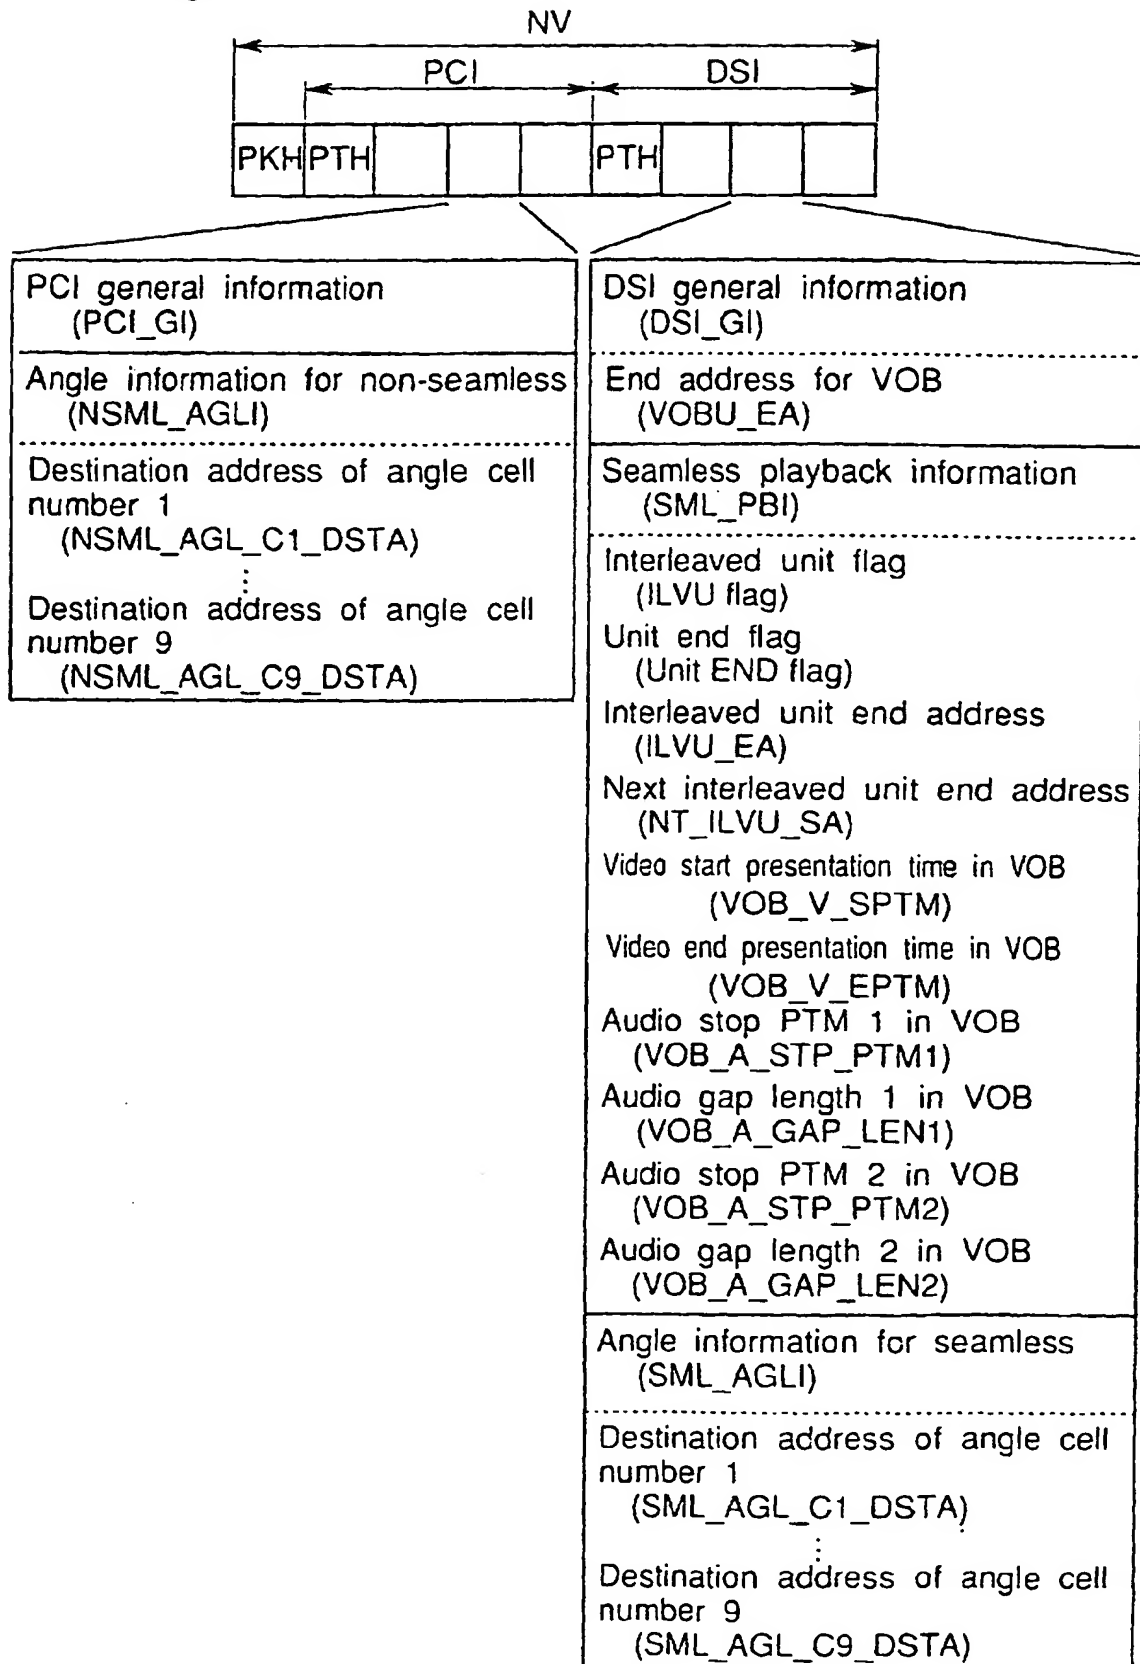 NV
PCI DSI
PKH PTH PTH
PCI general information
(PCI_GI)
Angle information for non-seamless
(NSML_AGLI)
Destination address of angle cell
number 1
(NSML_AGL_C1_DSTA)
Destination address of angle cell
number 9
(NSML_AGL_C9_DSTA)
DSI general information
(DSI_GI)
End address for VOB
(VOBU_EA)
Seamless playback information
(SML_PBI)
Interleaved unit flag
(ILVU flag)
Unit end flag
(Unit END flag)
Interleaved unit end address
(ILVU_EA)
Next interleaved unit end address
(NT_ILVU_SA)
Video start presentation time in VOB
(VOB_V_SPTM)
Video end presentation time in VOB
(VOB_V_EPTM)
Audio stop PTM 1 in VOB
(VOB_A_STP_PTM1)
Audio gap length 1 in VOB
(VOB_A_GAP_LEN1)
Audio stop PTM 2 in VOB
(VOB_A_STP_PTM2)
Audio gap length 2 in VOB
(VOB_A_GAP_LEN2)
Angle information for seamless
(SML_AGLI)
Destination address of angle cell
number 1
(SML_AGL_C1_DSTA)
Destination address of angle cell
number 9
(SML_AGL_C9_DSTA)